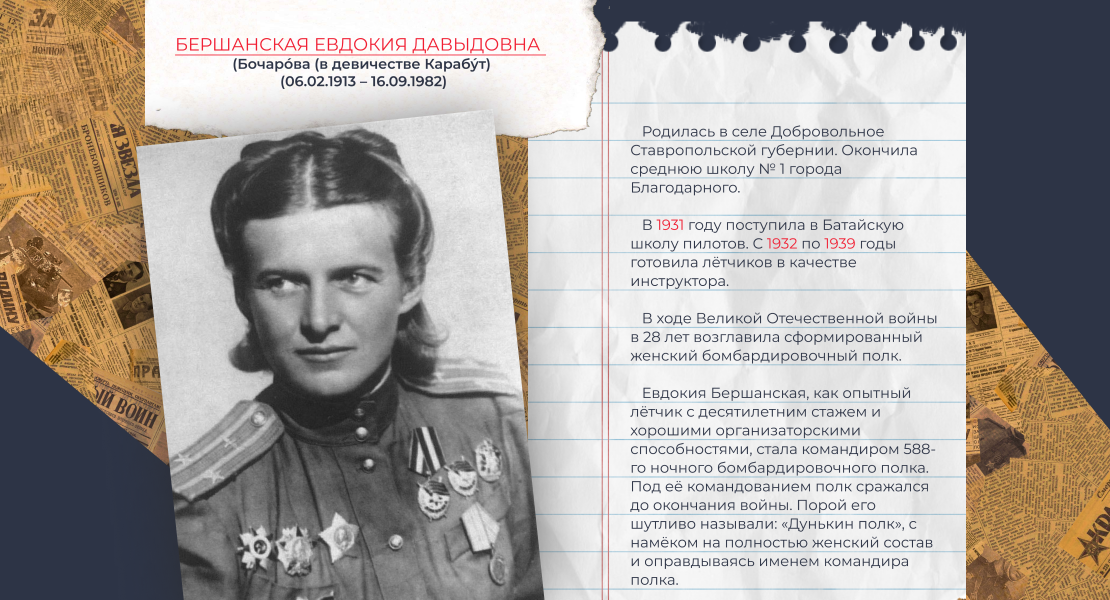 БЕРШАНСКАЯ ЕВДОКИЯ ДАВЫДОВНА
(Бочаро́ва (в девичестве Карабу́т)
(06.02.1913 – 16.09.1982)
Родилась в селе Добровольное
Ставропольской губернии. Окончила
среднюю школу № 1 города
Благодарного.
В 1931 году поступила в Батайскую
школу пилотов. С 1932 по 1939 годы
готовила лётчиков в качестве
инструктора.
В ходе Великой Отечественной войны
в 28 лет возглавила сформированный
женский бомбардировочный полк.
Евдокия Бершанская, как опытный
лётчик с десятилетним стажем и
хорошими организаторскими
способностями, стала командиром 588-
го ночного бомбардировочного полка.
Под её командованием полк сражался
до окончания войны. Порой его
шутливо называли: «Дунькин полк», с
намёком на полностью женский состав
и оправдываясь именем командира
полка.